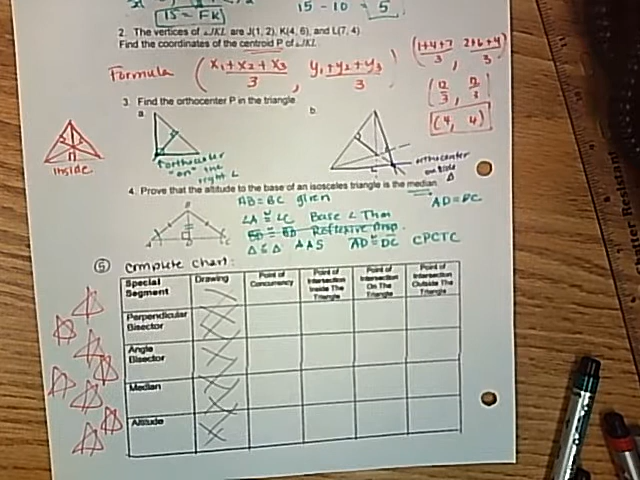 15 = FK
15 - 10 = 5
2. The vertices of △JKL are J(1, 2), K(4, 6), and L(7, 4).
Find the coordinates of the centroid P of △JKL
Formula (x₁+x₂+x₃/3, y₁+y₂+y₃/3)
(1+4+7/3, 2+6+4/3)
(12/3, 12/3)
(4, 4)
3. Find the orthocenter P in the triangle
a.
b.
inside
orthocenter
"on" the
right ∠
orthocenter
outside
△
4. Prove that the altitude to the base of an isosceles triangle is the median.
AB = BC given
AD = DC
∠A ≅ ∠C Base ∠ Thm
BD ≅ BD Reflexive Prop.
△ ≅ △ AAS AD ≅ DC CPCTC
⑤ Complete chart:
Special Segment
Drawing
Point of Concurrency
Point of Intersection Inside The Triangle
Point of Intersection On The Triangle
Point of Intersection Outside The Triangle
Perpendicular Bisector
Angle Bisector
Median
Altitude